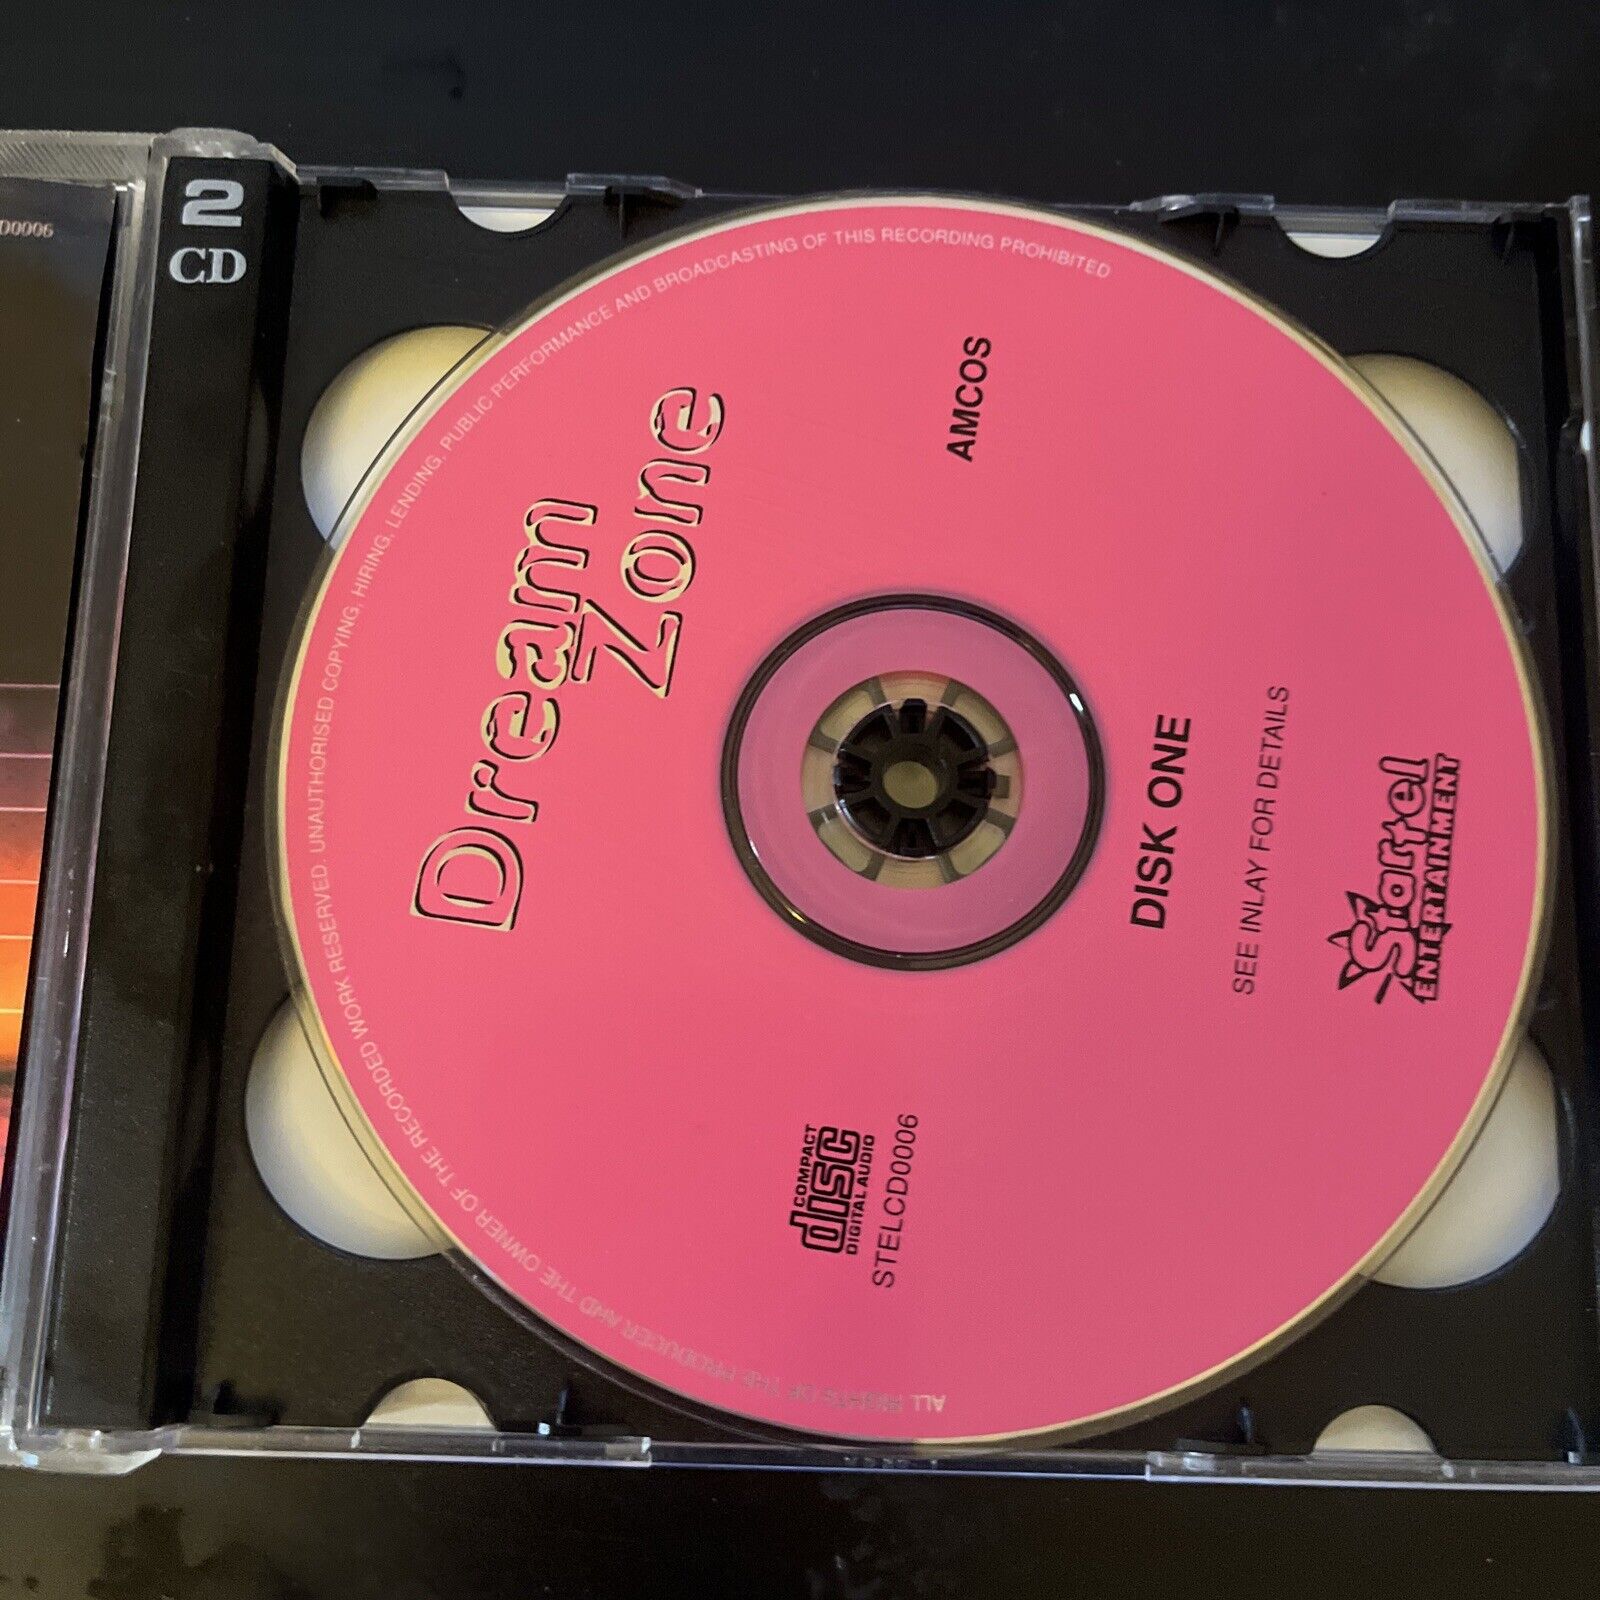 D0006
2
CD
Dream
Zone
AMCOS
DISK ONE
SEE INLAY FOR DETAILS
Startel
ENTERTAINMENT
COMPACT
disc
DIGITAL AUDIO
STELCD0006
ALL RIGHTS OF THE PRODUCER AND THE OWNER OF THE RECORDED WORK RESERVED. UNAUTHORISED COPYING, HIRING, LENDING, PUBLIC PERFORMANCE AND BROADCASTING OF THIS RECORDING PROHIBITED